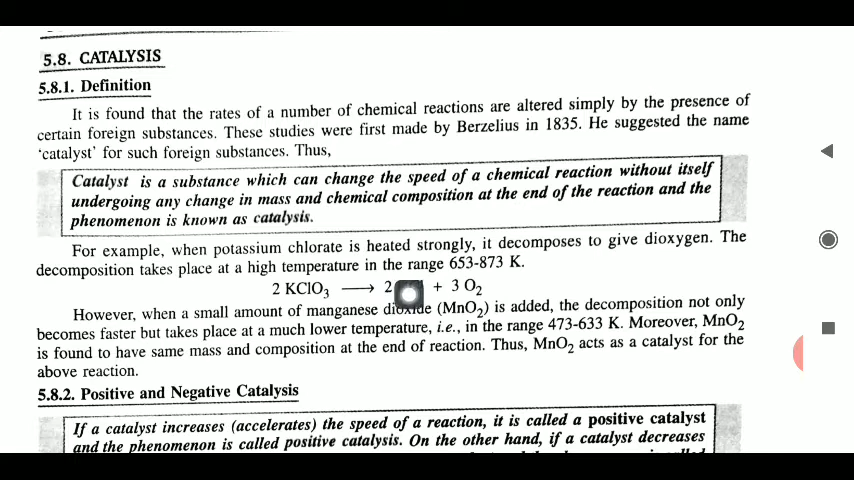 5.8. CATALYSIS
5.8.1. Definition
It is found that the rates of a number of chemical reactions are altered simply by the presence of
certain foreign substances. These studies were first made by Berzelius in 1835. He suggested the name
‘catalyst’ for such foreign substances. Thus,
Catalyst is a substance which can change the speed of a chemical reaction without itself
undergoing any change in mass and chemical composition at the end of the reaction and the
phenomenon is known as catalysis.
For example, when potassium chlorate is heated strongly, it decomposes to give dioxygen. The
decomposition takes place at a high temperature in the range 653-873 K.
2 KClO₃ ⟶ 2 + 3 O₂
However, when a small amount of manganese dioxide (MnO₂) is added, the decomposition not only
becomes faster but takes place at a much lower temperature, i.e., in the range 473-633 K. Moreover, MnO₂
is found to have same mass and composition at the end of reaction. Thus, MnO₂ acts as a catalyst for the
above reaction.
5.8.2. Positive and Negative Catalysis
If a catalyst increases (accelerates) the speed of a reaction, it is called a positive catalyst
and the phenomenon is called positive catalysis. On the other hand, if a catalyst decreases